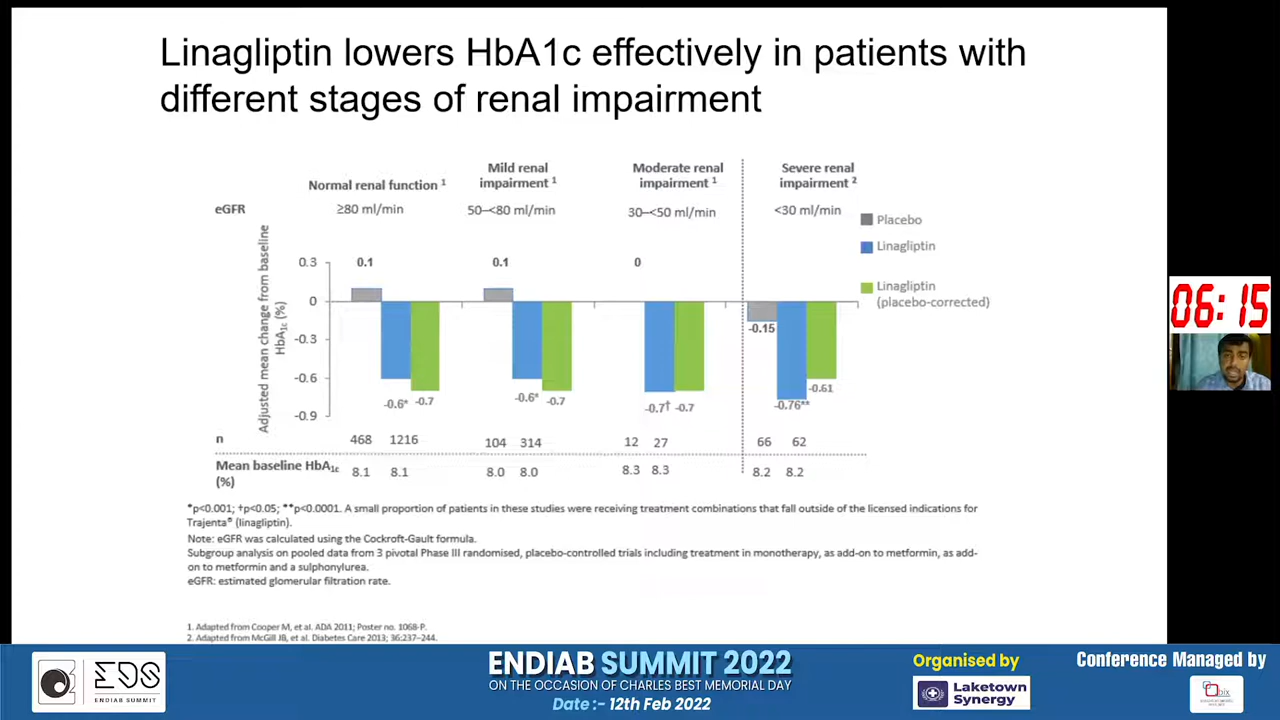 Linagliptin lowers HbA1c effectively in patients with
different stages of renal impairment
Normal renal function 1
Mild renal
impairment 1
Moderate renal
impairment 1
Severe renal
impairment 2
eGFR
≥80 ml/min
50–<80 ml/min
30–<50 ml/min
<30 ml/min
Placebo
Linagliptin
Linagliptin
(placebo-corrected)
Adjusted mean change from baseline
HbA1c (%)
0.3
0
-0.3
-0.6
-0.9
0.1
0.1
0
-0.15
-0.6*
-0.7
-0.6*
-0.7
-0.7†
-0.7
-0.76**
-0.61
n
468 1216
104 314
12 27
66 62
Mean baseline HbA1c
(%)
8.1 8.1
8.0 8.0
8.3 8.3
8.2 8.2
*p<0.001; †p<0.05; **p<0.0001. A small proportion of patients in these studies were receiving treatment combinations that fall outside of the licensed indications for
Trajenta® (linagliptin).
Note: eGFR was calculated using the Cockroft-Gault formula.
Subgroup analysis on pooled data from 3 pivotal Phase III randomised, placebo-controlled trials including treatment in monotherapy, as add-on to metformin, as add-
on to metformin and a sulphonylurea.
eGFR: estimated glomerular filtration rate.
1. Adapted from Cooper M, et al. ADA 2011; Poster no. 1068-P.
2. Adapted from McGill JB, et al. Diabetes Care 2013; 36:237–244.
06:15
EDS
ENDIAB SUMMIT
ENDIAB SUMMIT 2022
ON THE OCCASION OF CHARLES BEST MEMORIAL DAY
Date :- 12th Feb 2022
Organised by
Laketown
Synergy
Conference Managed by